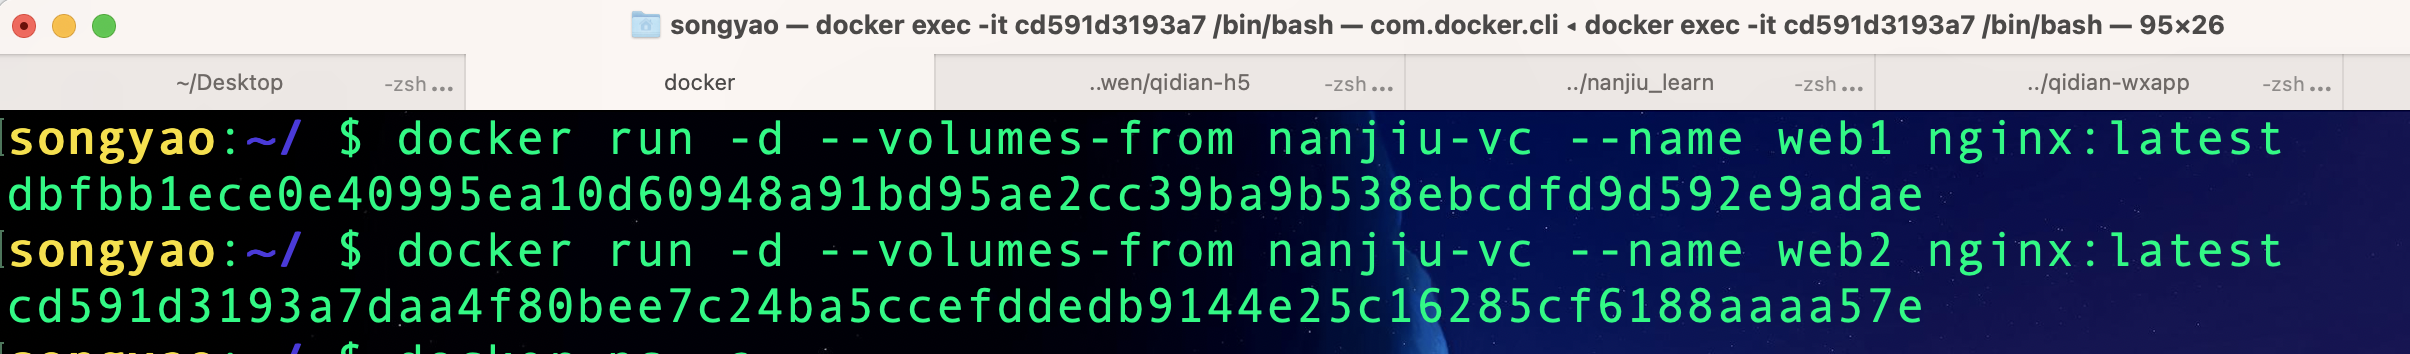 songyao — docker exec -it cd591d3193a7 /bin/bash — com.docker.cli ◂ docker exec -it cd591d3193a7 /bin/bash — 95×26
~/Desktop -zsh ... docker ..wen/qidian-h5 -zsh ... ../nanjiu_learn -zsh ... ../qidian-wxapp -zsh ...
songyao:~/ $ docker run -d --volumes-from nanjiu-vc --name web1 nginx:latest
dbfbb1ece0e40995ea10d60948a91bd95ae2cc39ba9b538ebcdfd9d592e9adae
songyao:~/ $ docker run -d --volumes-from nanjiu-vc --name web2 nginx:latest
cd591d3193a7daa4f80bee7c24ba5ccefddedb9144e25c16285cf6188aaaa57e